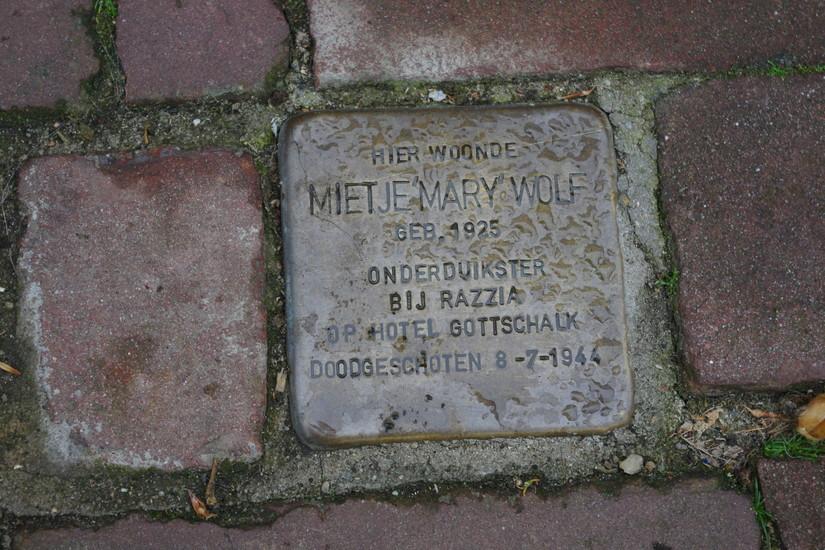 HIER WOONDE
MIETJE "MARY" WOLF
GEB. 1925
ONDERDUIKSTER
BIJ RAZZIA
OP HOTEL GOTTSCHALK
DOODGESCHOTEN 8-7-1944